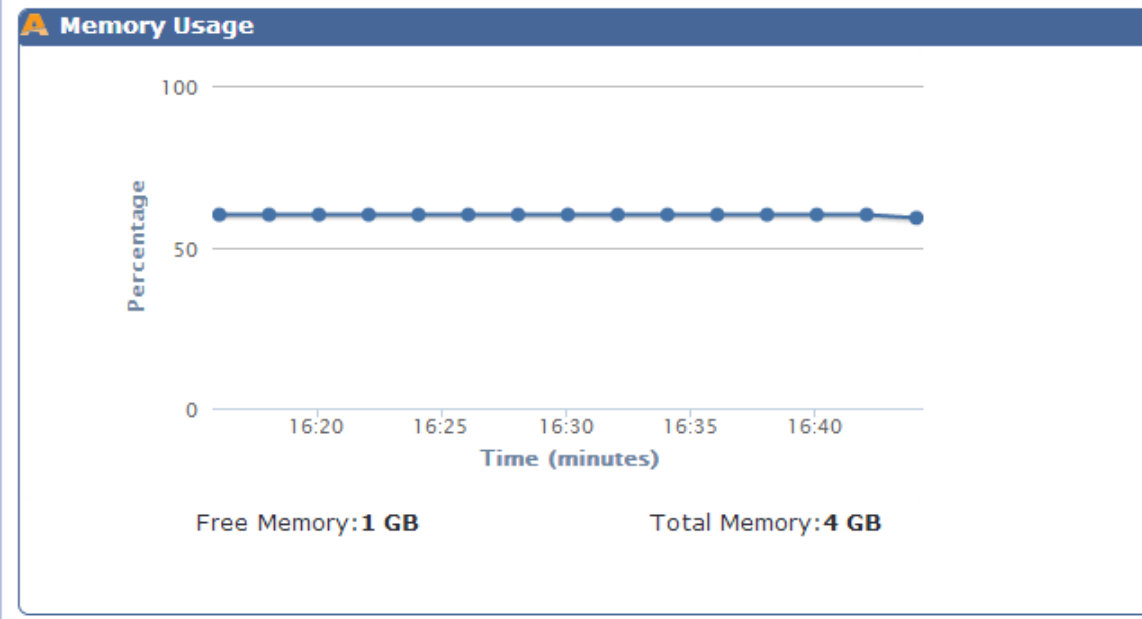 Memory Usage
100
50
0
Percentage
16:20 16:25 16:30 16:35 16:40
Time (minutes)
Free Memory:1 GB Total Memory:4 GB